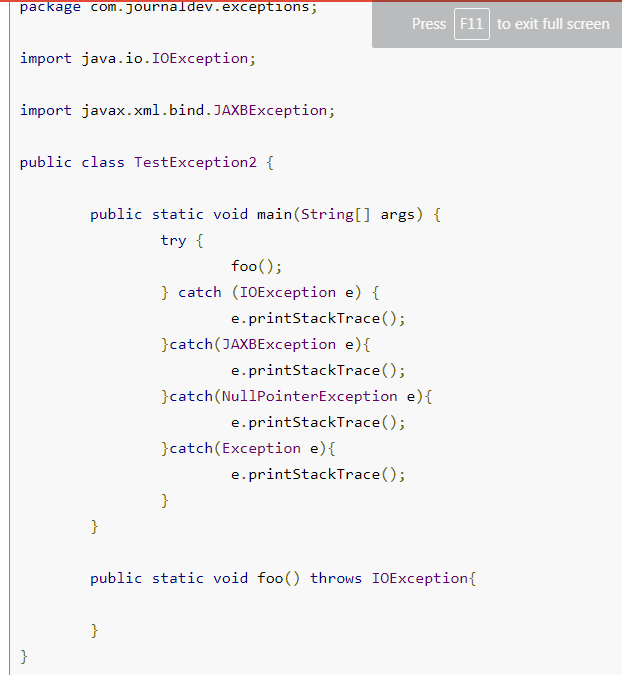 package com.journaldev.exceptions;
Press F11 to exit full screen
import java.io.IOException;
import javax.xml.bind.JAXBException;
public class TestException2 {
public static void main(String[] args) {
try {
foo();
} catch (IOException e) {
e.printStackTrace();
}catch(JAXBException e){
e.printStackTrace();
}catch(NullPointerException e){
e.printStackTrace();
}catch(Exception e){
e.printStackTrace();
}
}
public static void foo() throws IOException{
}
}